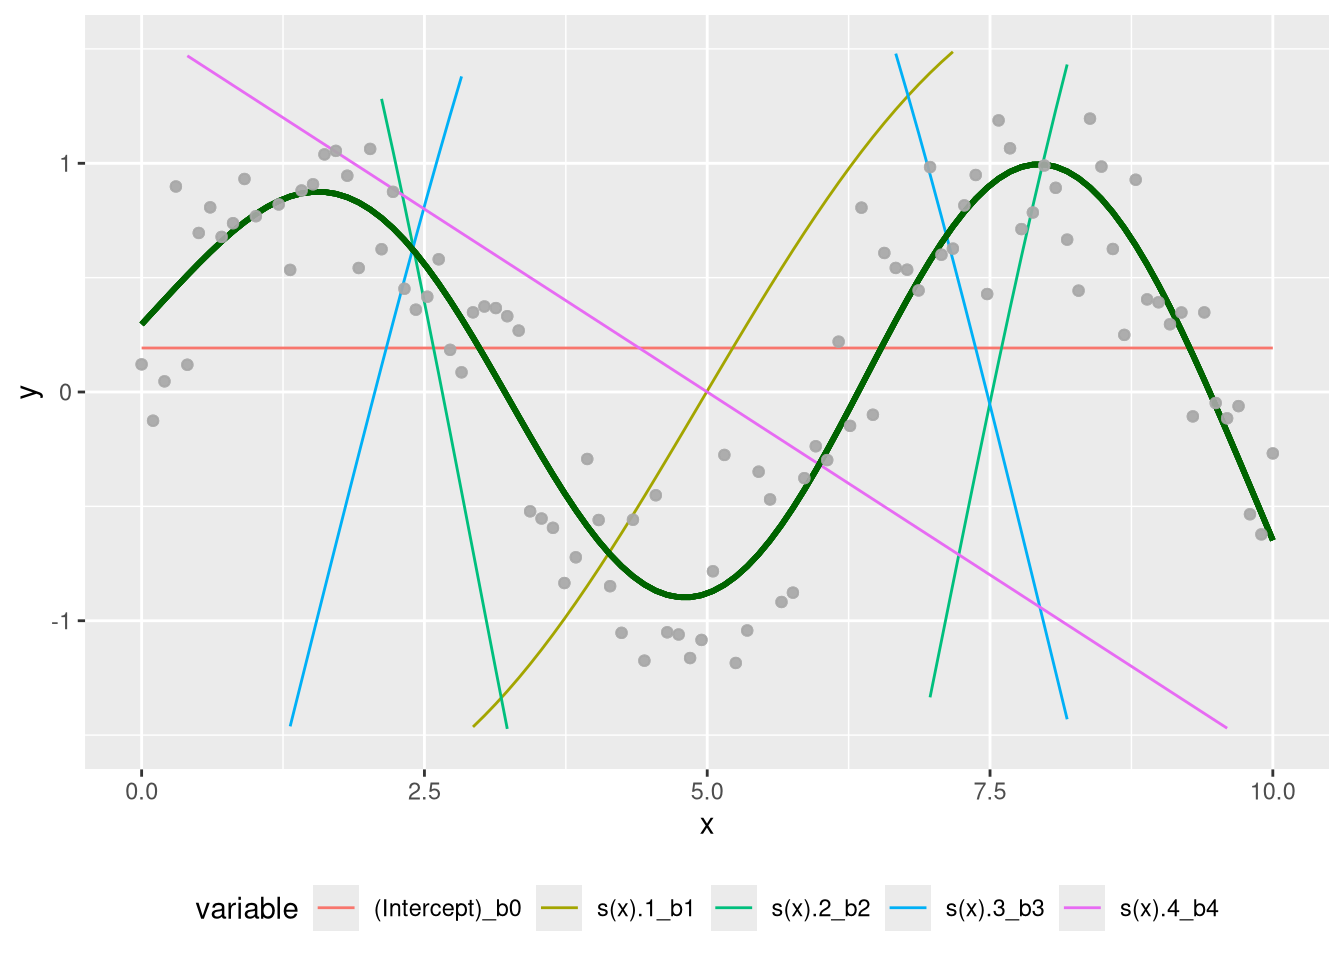 y
1
0
-1
0.0 2.5 5.0 7.5 10.0
x
variable (Intercept)_b0 s(x).1_b1 s(x).2_b2 s(x).3_b3 s(x).4_b4